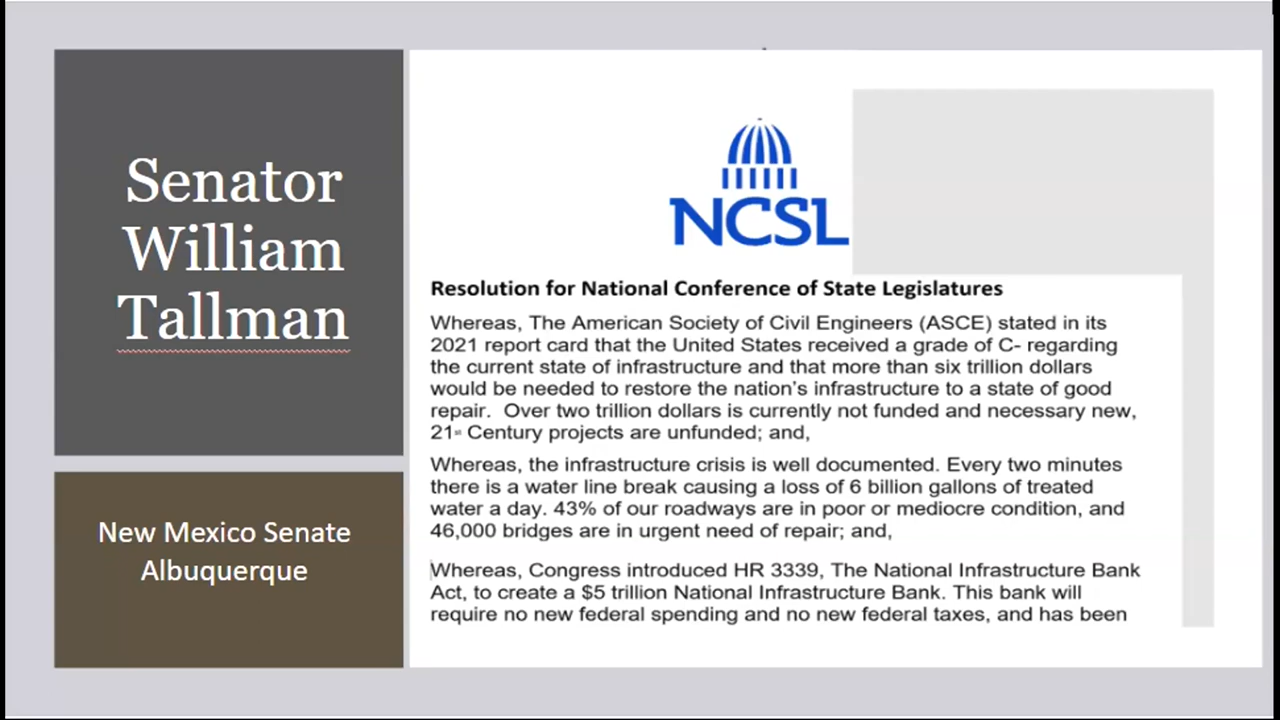 Senator
William
Tallman
New Mexico Senate
Albuquerque
NCSL
Resolution for National Conference of State Legislatures
Whereas, The American Society of Civil Engineers (ASCE) stated in its
2021 report card that the United States received a grade of C- regarding
the current state of infrastructure and that more than six trillion dollars
would be needed to restore the nation's infrastructure to a state of good
repair.  Over two trillion dollars is currently not funded and necessary new,
21st Century projects are unfunded; and,
Whereas, the infrastructure crisis is well documented. Every two minutes
there is a water line break causing a loss of 6 billion gallons of treated
water a day. 43% of our roadways are in poor or mediocre condition, and
46,000 bridges are in urgent need of repair; and,
Whereas, Congress introduced HR 3339, The National Infrastructure Bank
Act, to create a $5 trillion National Infrastructure Bank. This bank will
require no new federal spending and no new federal taxes, and has been